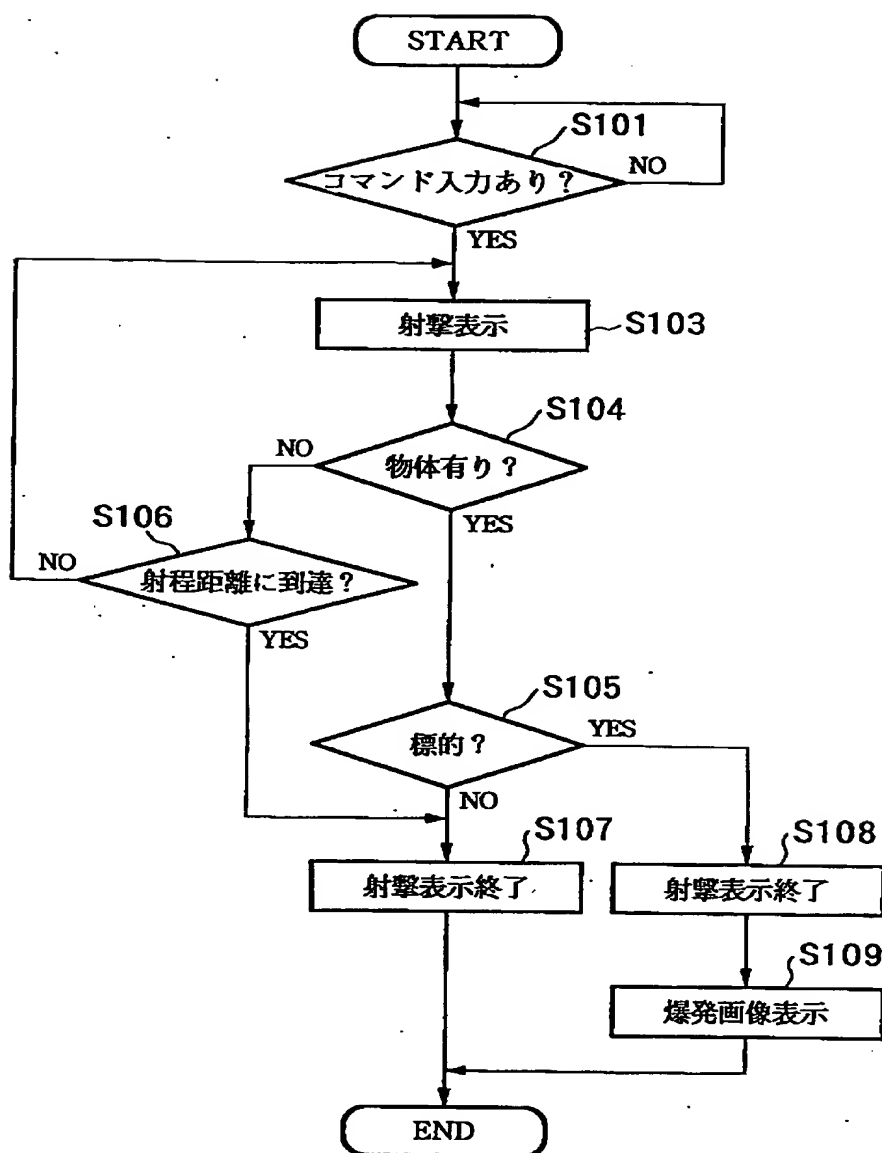 START
S101
コマンド入力あり？
NO
YES
射撃表示
S103
S104
NO
物体有り？
YES
S106
NO
射程距離に到達？
YES
S105
標的？
YES
NO
S107
射撃表示終了
S108
射撃表示終了
S109
爆発画像表示
END